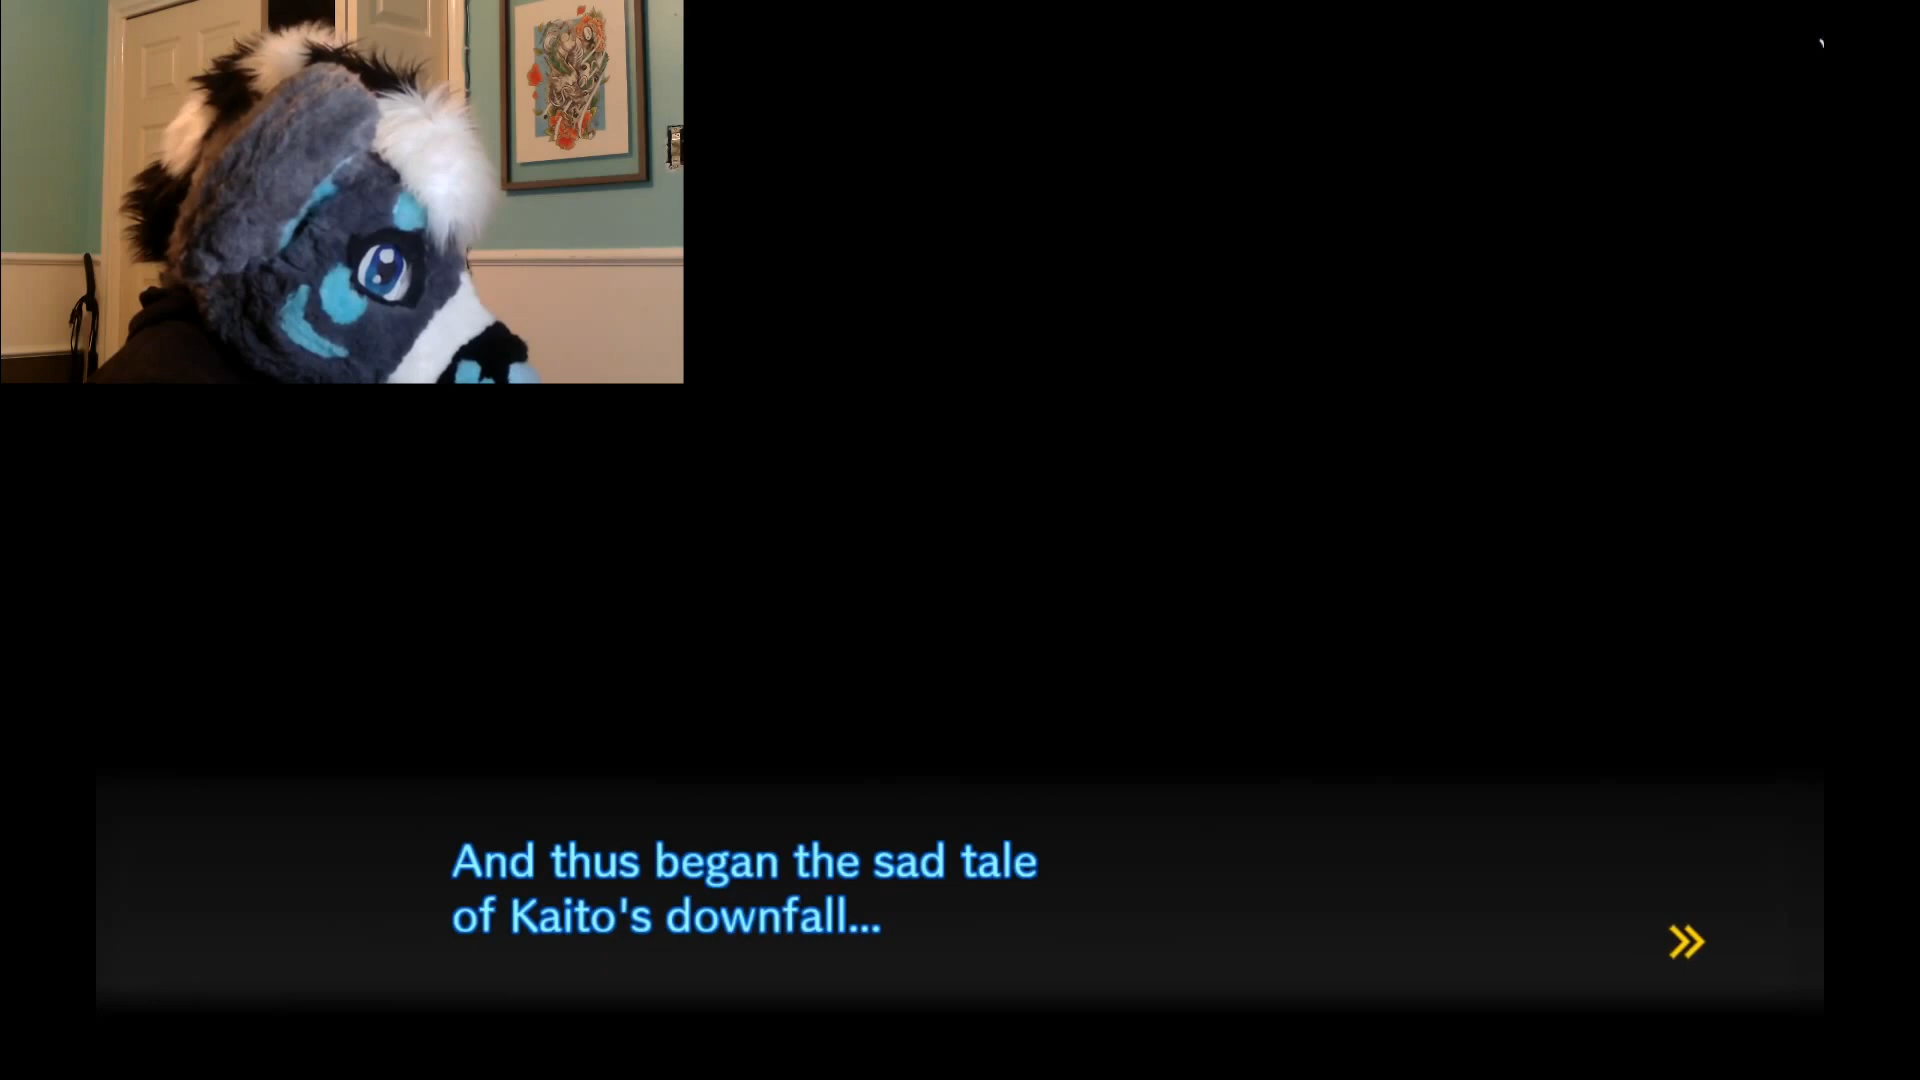 And thus began the sad tale
of Kaito's downfall...